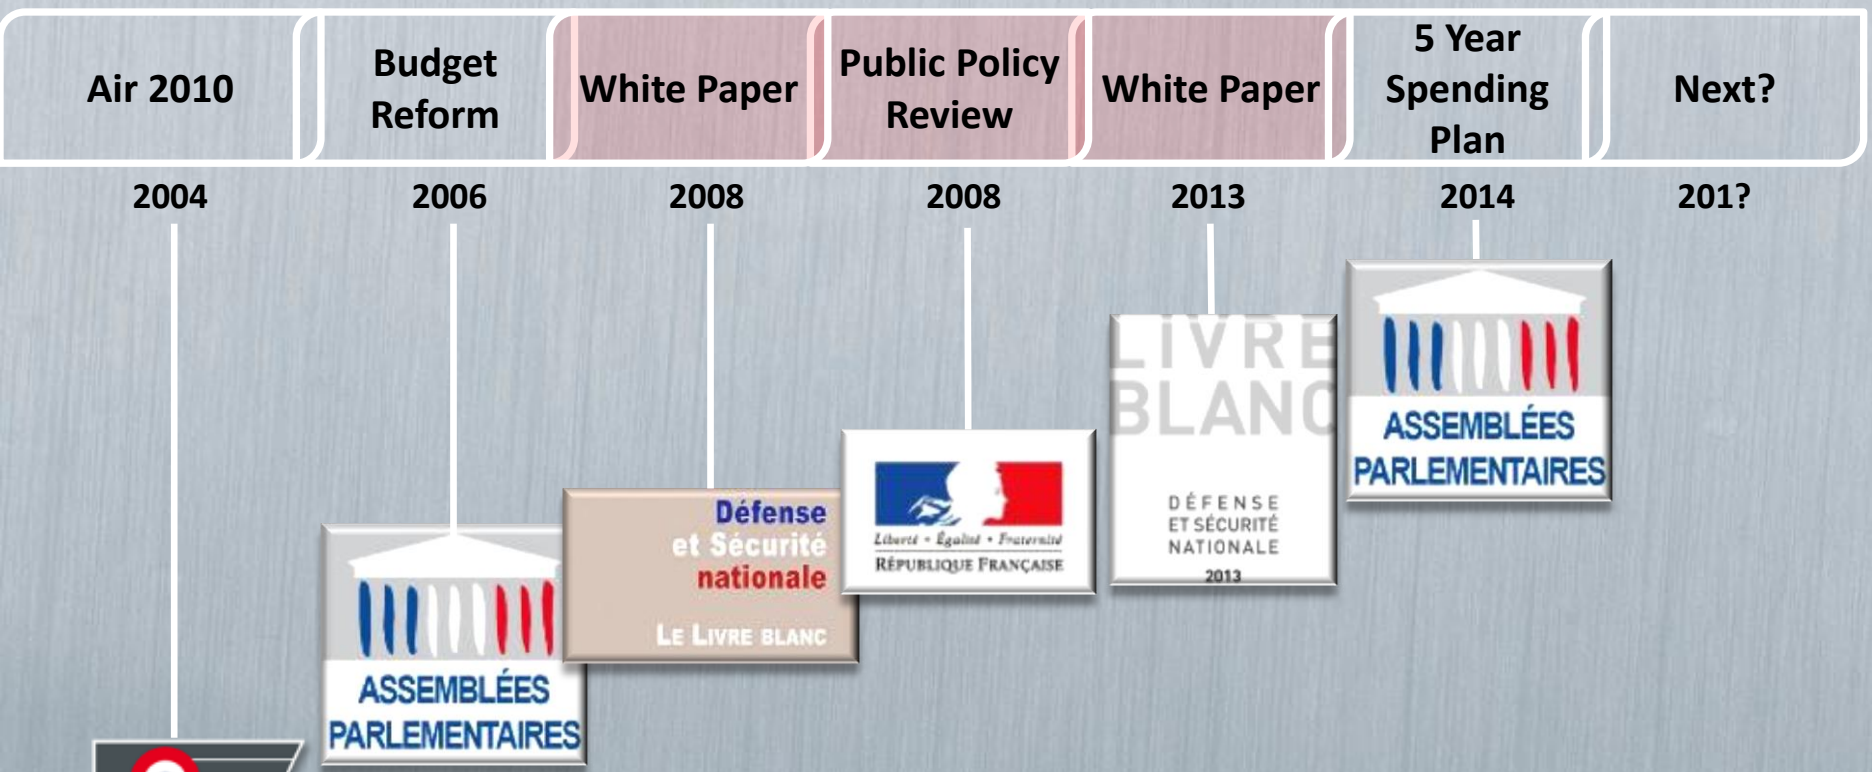 Air 2010
Budget
Reform
White Paper
Public Policy
Review
White Paper
5 Year
Spending
Plan
Next?
2004
2006
2008
2008
2013
2014
201?
ASSEMBLÉES
PARLEMENTAIRES
Défense
et Sécurité
nationale
LE LIVRE BLANC
Liberté • Égalité • Fraternité
RÉPUBLIQUE FRANÇAISE
LIVRE
BLANC
DÉFENSE
ET SÉCURITÉ
NATIONALE
2013
ASSEMBLÉES
PARLEMENTAIRES